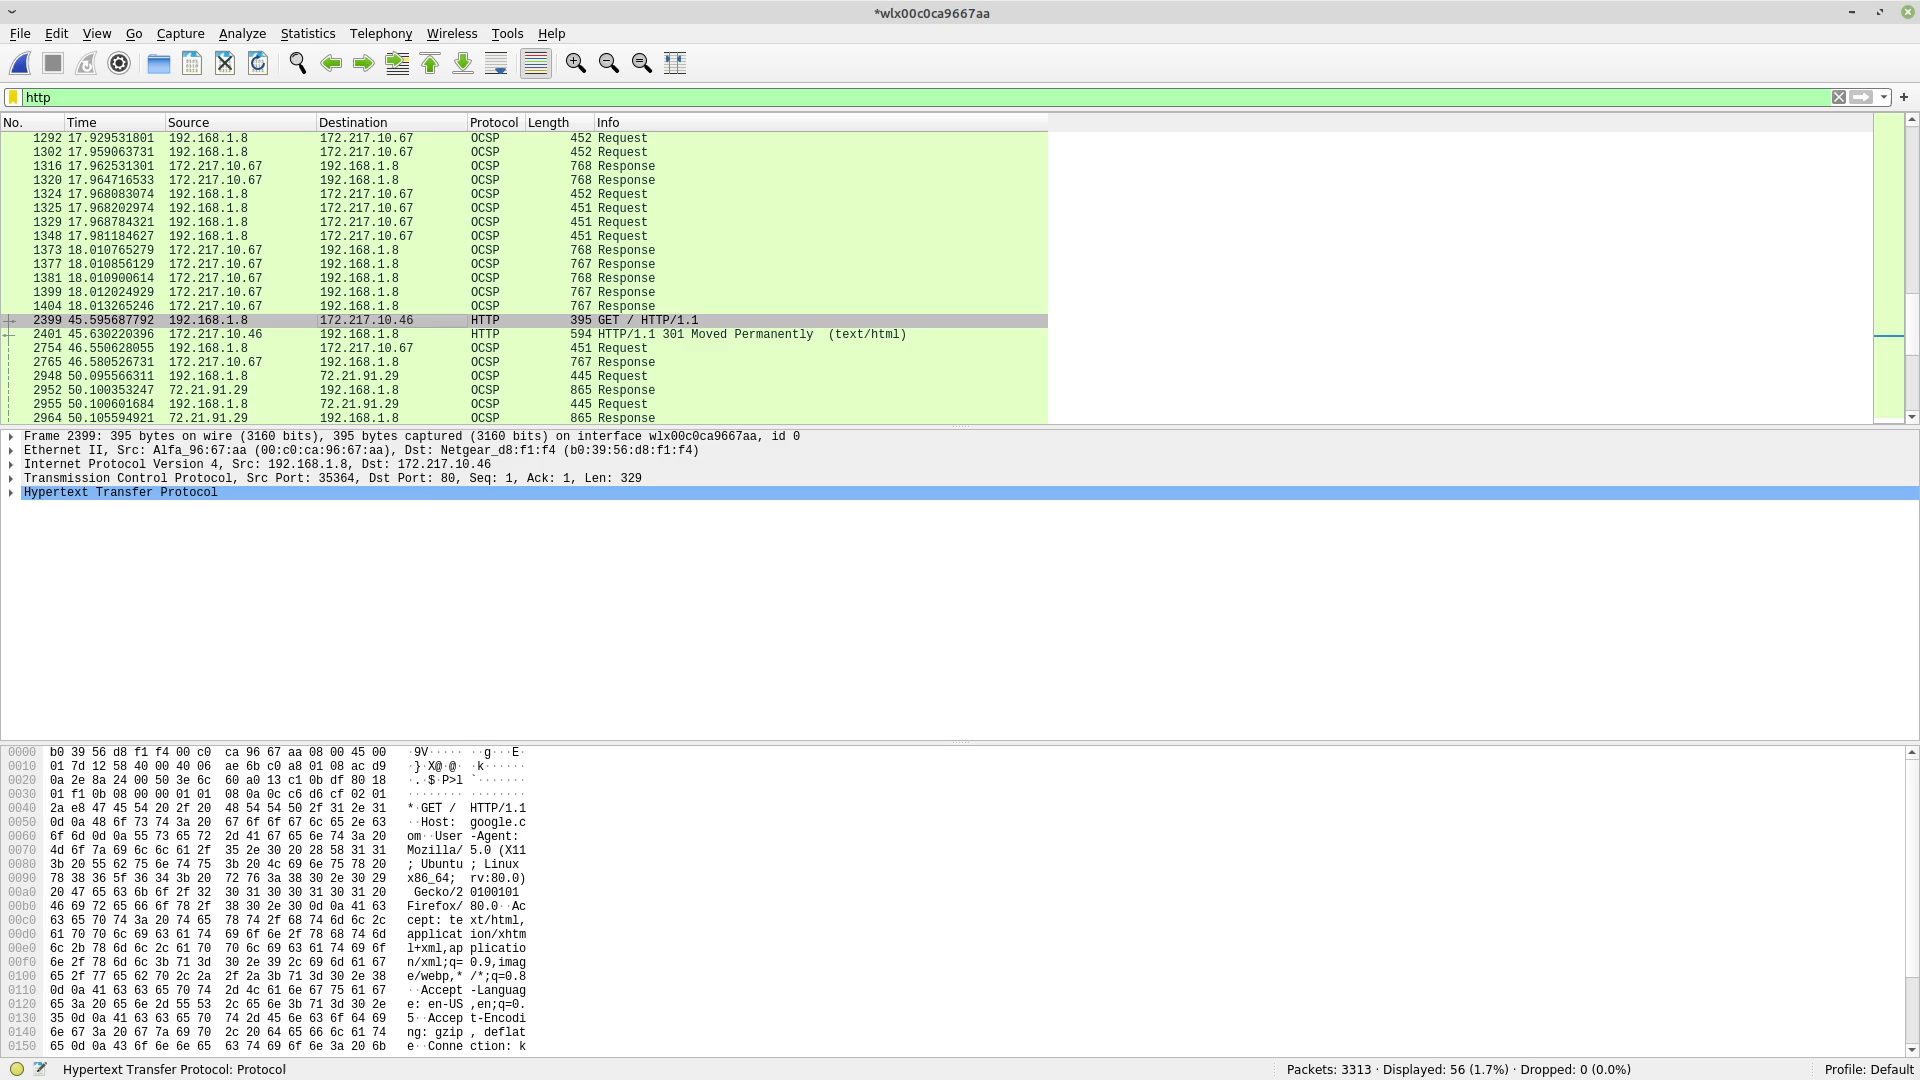 *wlx00c0ca9667aa
File Edit View Go Capture Analyze Statistics Telephony Wireless Tools Help
http
No. Time Source Destination Protocol Length Info
1292 17.929531801 192.168.1.8 172.217.10.67 OCSP 452 Request
1302 17.959063731 192.168.1.8 172.217.10.67 OCSP 452 Request
1316 17.962531301 172.217.10.67 192.168.1.8 OCSP 768 Response
1320 17.964716533 172.217.10.67 192.168.1.8 OCSP 768 Response
1324 17.968083074 192.168.1.8 172.217.10.67 OCSP 452 Request
1325 17.968202974 192.168.1.8 172.217.10.67 OCSP 451 Request
1329 17.968784321 192.168.1.8 172.217.10.67 OCSP 451 Request
1348 17.981184627 192.168.1.8 172.217.10.67 OCSP 451 Request
1373 18.010765279 172.217.10.67 192.168.1.8 OCSP 768 Response
1377 18.010856129 172.217.10.67 192.168.1.8 OCSP 767 Response
1381 18.010900614 172.217.10.67 192.168.1.8 OCSP 768 Response
1399 18.012024929 172.217.10.67 192.168.1.8 OCSP 767 Response
1404 18.013265246 172.217.10.67 192.168.1.8 OCSP 767 Response
2399 45.595687792 192.168.1.8 172.217.10.46 HTTP 395 GET / HTTP/1.1
2401 45.630220396 172.217.10.46 192.168.1.8 HTTP 594 HTTP/1.1 301 Moved Permanently (text/html)
2754 46.550628055 192.168.1.8 172.217.10.67 OCSP 451 Request
2765 46.580526731 172.217.10.67 192.168.1.8 OCSP 767 Response
2948 50.095566311 192.168.1.8 72.21.91.29 OCSP 445 Request
2952 50.100353247 72.21.91.29 192.168.1.8 OCSP 865 Response
2955 50.100601684 192.168.1.8 72.21.91.29 OCSP 445 Request
2964 50.105594921 72.21.91.29 192.168.1.8 OCSP 865 Response
Frame 2399: 395 bytes on wire (3160 bits), 395 bytes captured (3160 bits) on interface wlx00c0ca9667aa, id 0
Ethernet II, Src: Alfa_96:67:aa (00:c0:ca:96:67:aa), Dst: Netgear_d8:f1:f4 (b0:39:56:d8:f1:f4)
Internet Protocol Version 4, Src: 192.168.1.8, Dst: 172.217.10.46
Transmission Control Protocol, Src Port: 35364, Dst Port: 80, Seq: 1, Ack: 1, Len: 329
Hypertext Transfer Protocol
0000 b0 39 56 d8 f1 f4 00 c0 ca 96 67 aa 08 00 45 00 ·9V····· ··g···E·
0010 01 7d 12 58 40 00 40 06 ae 6b c0 a8 01 08 ac d9 ·}·X@·@· ·k······
0020 0a 2e 8a 24 00 50 3e 6c 60 a0 13 c1 0b df 80 18 ·.·$·P>l `·······
0030 01 f1 0b 08 00 00 01 01 08 0a 0c c6 d6 cf 02 01 ········ ········
0040 2a e8 47 45 54 20 2f 20 48 54 54 50 2f 31 2e 31 *·GET / HTTP/1.1
0050 0d 0a 48 6f 73 74 3a 20 67 6f 6f 67 6c 65 2e 63 ··Host: google.c
0060 6f 6d 0d 0a 55 73 65 72 2d 41 67 65 6e 74 3a 20 om··User -Agent:
0070 4d 6f 7a 69 6c 6c 61 2f 35 2e 30 20 28 58 31 31 Mozilla/ 5.0 (X11
0080 3b 20 55 62 75 6e 74 75 3b 20 4c 69 6e 75 78 20 ; Ubuntu ; Linux
0090 78 38 36 5f 36 34 3b 20 72 76 3a 38 30 2e 30 29 x86_64; rv:80.0)
00a0 20 47 65 63 6b 6f 2f 32 30 31 30 30 31 30 31 20 Gecko/2 0100101
00b0 46 69 72 65 66 6f 78 2f 38 30 2e 30 0d 0a 41 63 Firefox/ 80.0··Ac
00c0 63 65 70 74 3a 20 74 65 78 74 2f 68 74 6d 6c 2c cept: te xt/html,
00d0 61 70 70 6c 69 63 61 74 69 6f 6e 2f 78 68 74 6d applicat ion/xhtm
00e0 6c 2b 78 6d 6c 2c 61 70 70 6c 69 63 61 74 69 6f l+xml,ap plicatio
00f0 6e 2f 78 6d 6c 3b 71 3d 30 2e 39 2c 69 6d 61 67 n/xml;q= 0.9,imag
0100 65 2f 77 65 62 70 2c 2a 2f 2a 3b 71 3d 30 2e 38 e/webp,* /*;q=0.8
0110 0d 0a 41 63 63 65 70 74 2d 4c 61 6e 67 75 61 67 ··Accept -Languag
0120 65 3a 20 65 6e 2d 55 53 2c 65 6e 3b 71 3d 30 2e e: en-US ,en;q=0.
0130 35 0d 0a 41 63 63 65 70 74 2d 45 6e 63 6f 64 69 5··Accep t-Encodi
0140 6e 67 3a 20 67 7a 69 70 2c 20 64 65 66 6c 61 74 ng: gzip , deflat
0150 65 0d 0a 43 6f 6e 6e 65 63 74 69 6f 6e 3a 20 6b e··Conne ction: k
Hypertext Transfer Protocol: Protocol Packets: 3313 · Displayed: 56 (1.7%) · Dropped: 0 (0.0%) Profile: Default